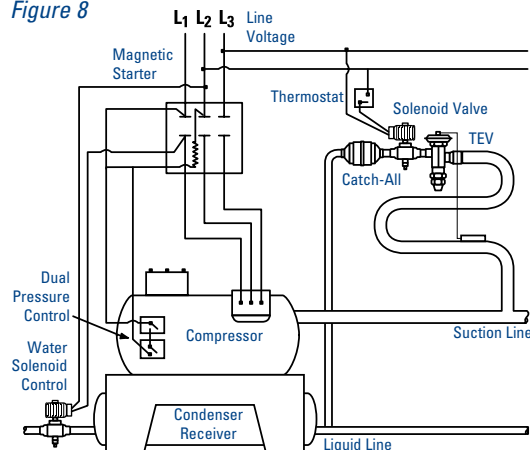 Figure 8
L1 L2 L3 Line
Voltage
Magnetic
Starter
Thermostat
Solenoid Valve
TEV
Catch-All
Dual
Pressure
Control
Compressor
Suction Line
Water
Solenoid
Control
Condenser
Receiver
Liquid Line